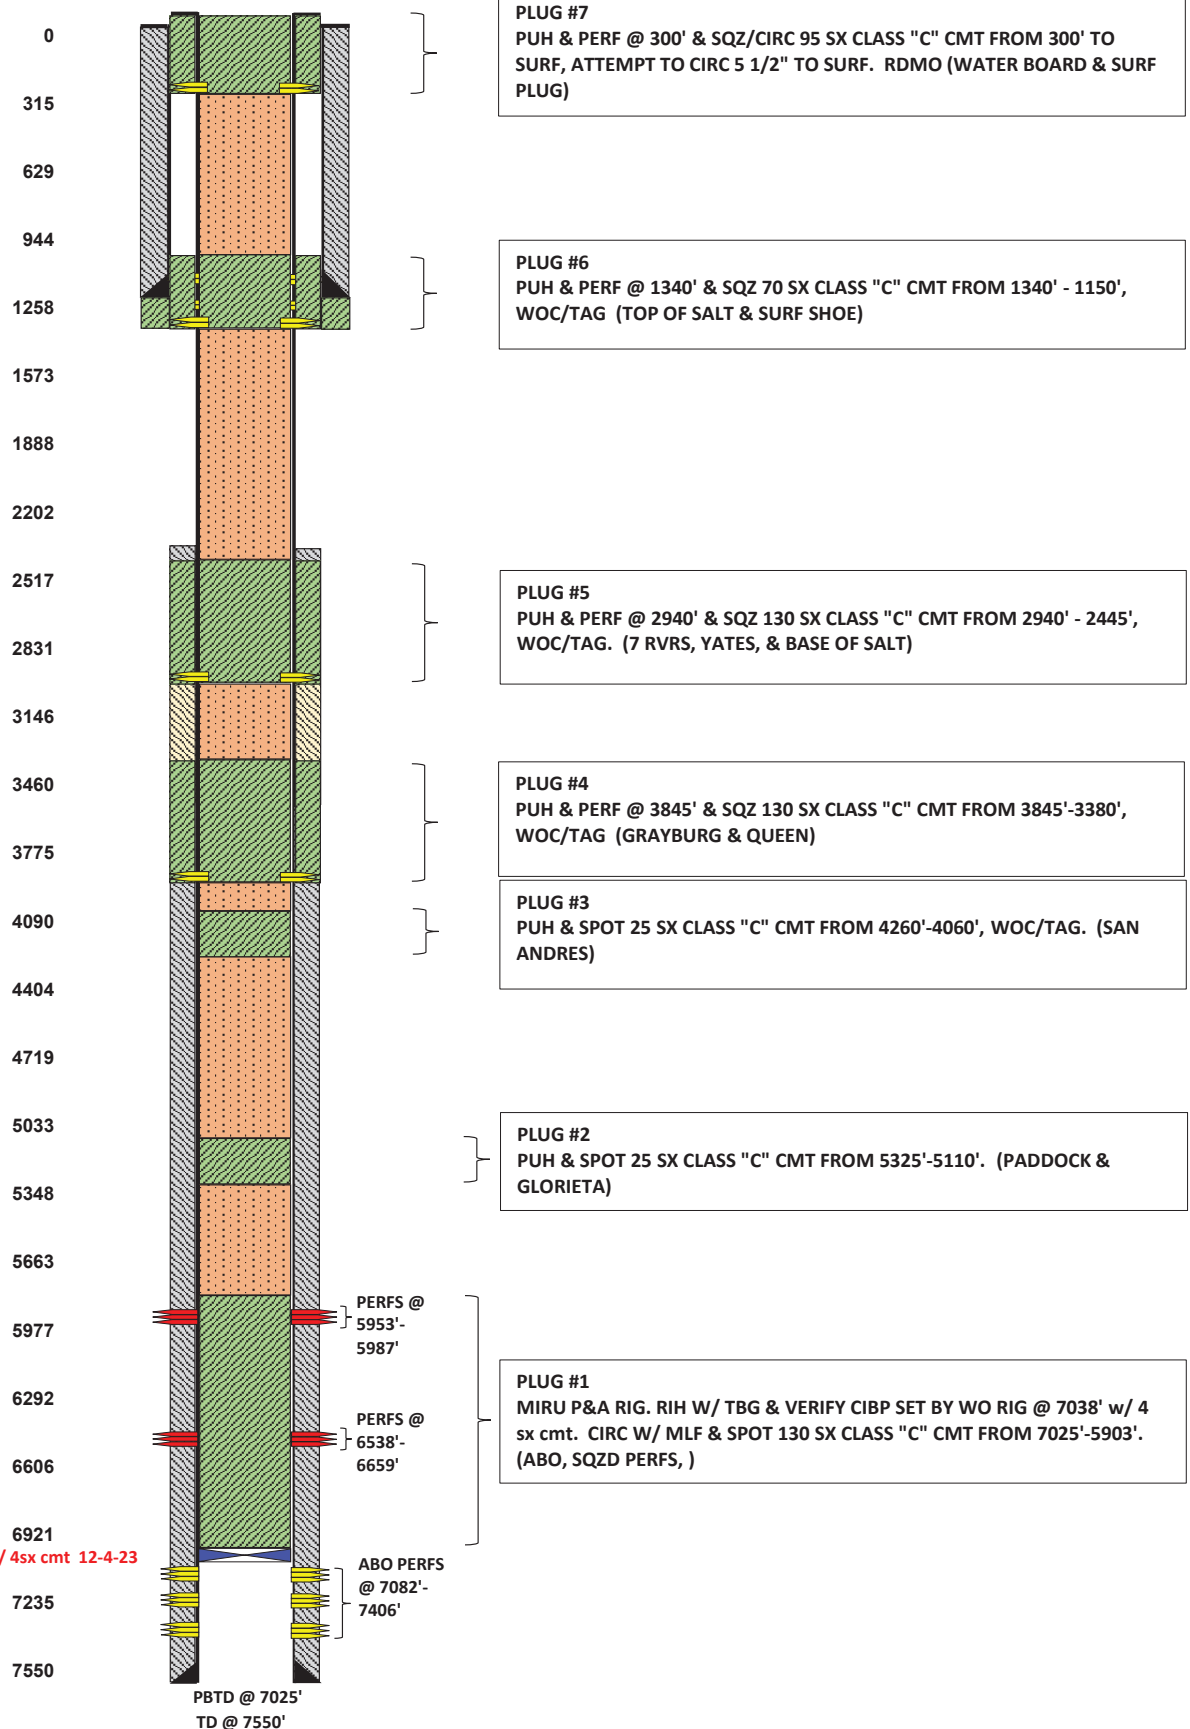 PLUG #7
0
PUH & PERF @ 300' & SQZ/CIRC 95 SX CLASS "C" CMT FROM 300' TO
SURF, ATTEMPT TO CIRC 5 1/2" TO SURF. RDMO (WATER BOARD & SURF
PLUG)
315
629
944
PLUG #6
PUH & PERF @ 1340' & SQZ 70 SX CLASS "C" CMT FROM 1340' - 1150',
WOC/TAG (TOP OF SALT & SURF SHOE)
1258
1573
1888
2202
2517
PLUG #5
PUH & PERF @ 2940' & SQZ 130 SX CLASS "C" CMT FROM 2940' - 2445',
WOC/TAG. (7 RVRS, YATES, & BASE OF SALT)
2831
3146
3460
PLUG #4
PUH & PERF @ 3845' & SQZ 130 SX CLASS "C" CMT FROM 3845'-3380',
WOC/TAG (GRAYBURG & QUEEN)
3775
PLUG #3
PUH & SPOT 25 SX CLASS "C" CMT FROM 4260'-4060', WOC/TAG. (SAN
ANDRES)
4090
4404
4719
5033
PLUG #2
PUH & SPOT 25 SX CLASS "C" CMT FROM 5325'-5110'. (PADDOCK &
GLORIETA)
5348
5663
PERFS @
5953'-
5987'
5977
6292
PLUG #1
MIRU P&A RIG. RIH W/ TBG & VERIFY CIBP SET BY WO RIG @ 7038' w/ 4
sx cmt. CIRC W/ MLF & SPOT 130 SX CLASS "C" CMT FROM 7025'-5903'.
(ABO, SQZD PERFS, )
PERFS @
6538'-
6659'
6606
6921
/ 4sx cmt 12-4-23
ABO PERFS
@ 7082'-
7406'
7235
7550
PBTD @ 7025'
TD @ 7550'